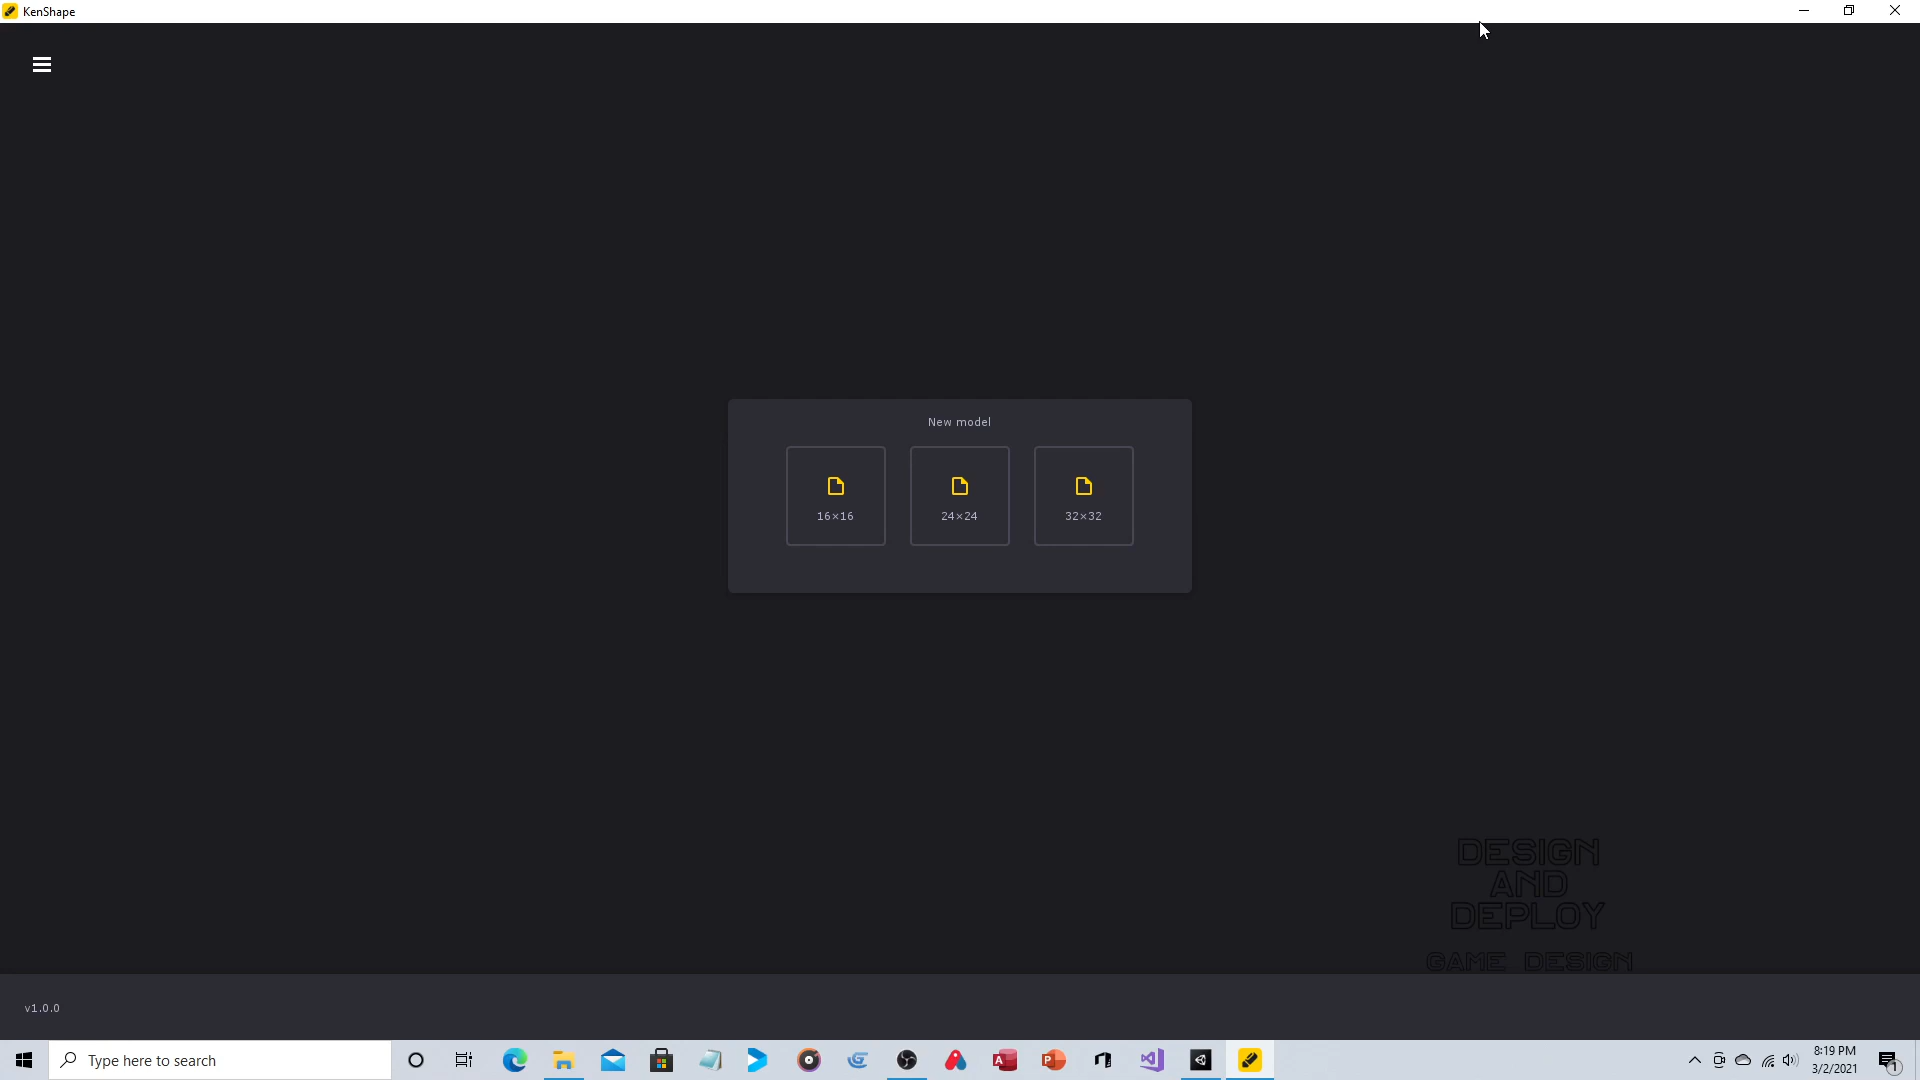 KenShape
New model
16×16
24×24
32×32
DESIGN
AND
DEPLOY
GAME DESIGN
v1.0.0
Type here to search
8:19 PM
3/2/2021
1